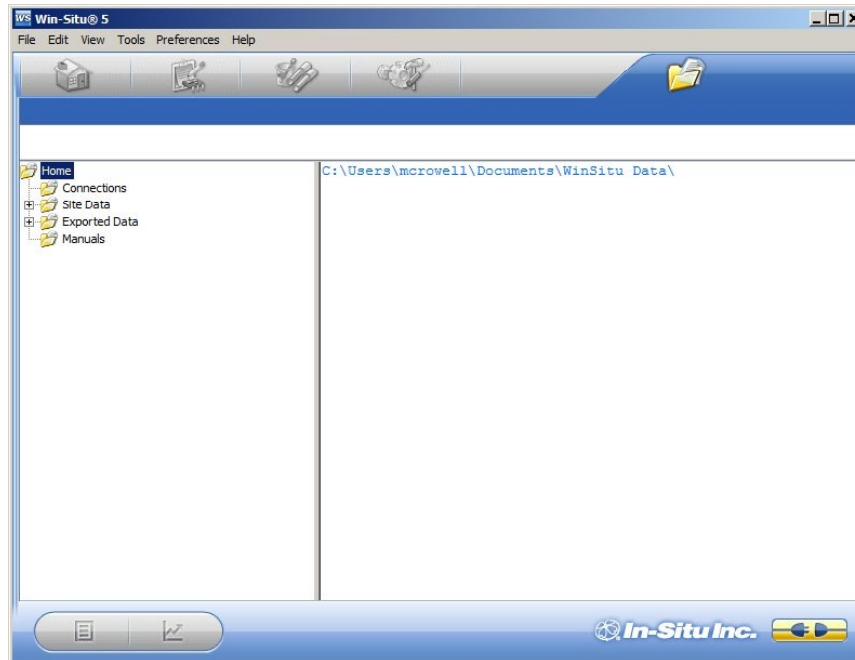 WS Win-Situ® 5
File Edit View Tools Preferences Help
Home
Connections
Site Data
Exported Data
Manuals
C:\Users\mcrowell\Documents\WinSitu Data\
In-Situ Inc.